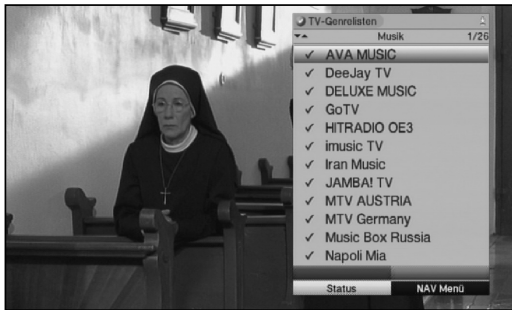 TV-Genrelisten
Musik 1/26
✓ AVA MUSIC
✓ DeeJay TV
✓ DELUXE MUSIC
✓ GoTV
✓ HITRADIO OE3
✓ imusic TV
✓ Iran Music
✓ JAMBA! TV
✓ MTV AUSTRIA
✓ MTV Germany
✓ Music Box Russia
✓ Napoli Mia
Status NAV Menü